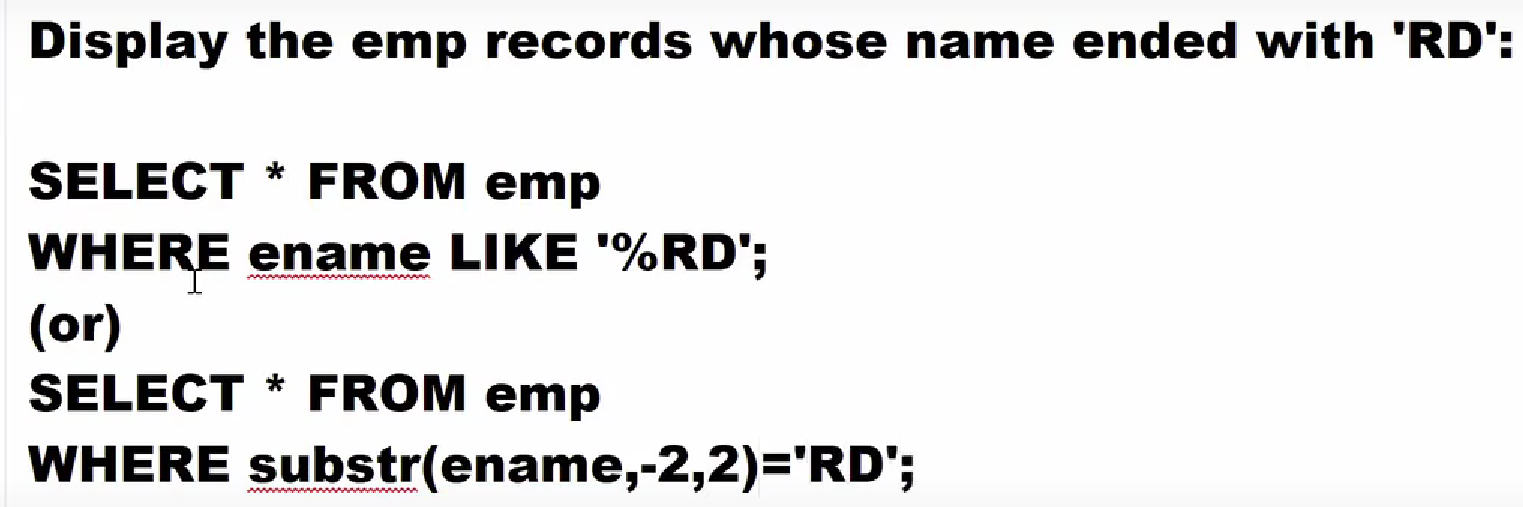 Display the emp records whose name ended with 'RD':
SELECT * FROM emp
WHERE ename LIKE '%RD';
(or)
SELECT * FROM emp
WHERE substr(ename,-2,2)='RD';